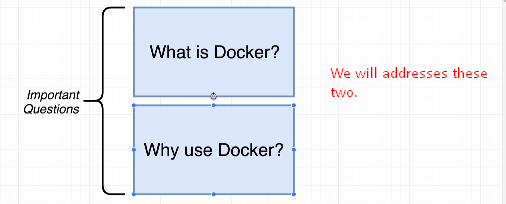 What is Docker?
Important
Questions
Why use Docker?
We will addresses these
two.